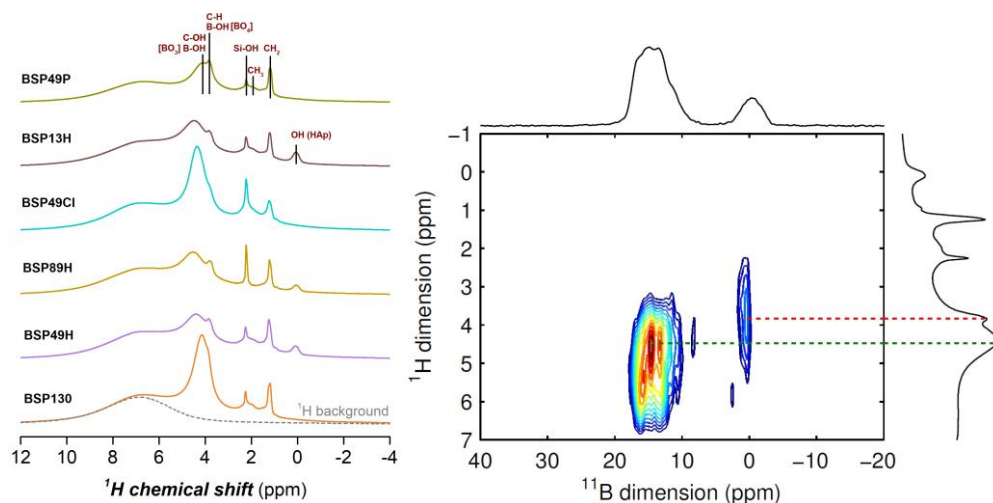 C-H
B-OH [BO₄]
C-OH
[BO₃] B-OH
Si-OH
CH₂
CH₃
BSP49P
BSP13H
OH (HAp)
BSP49Cl
BSP89H
BSP49H
BSP130
¹H background
12 10 8 6 4 2 0 -2 -4
¹H chemical shift (ppm)
−1
0
1
2
3
4
5
6
7
¹H dimension (ppm)
40 30 20 10 0 −10 −20
¹¹B dimension (ppm)